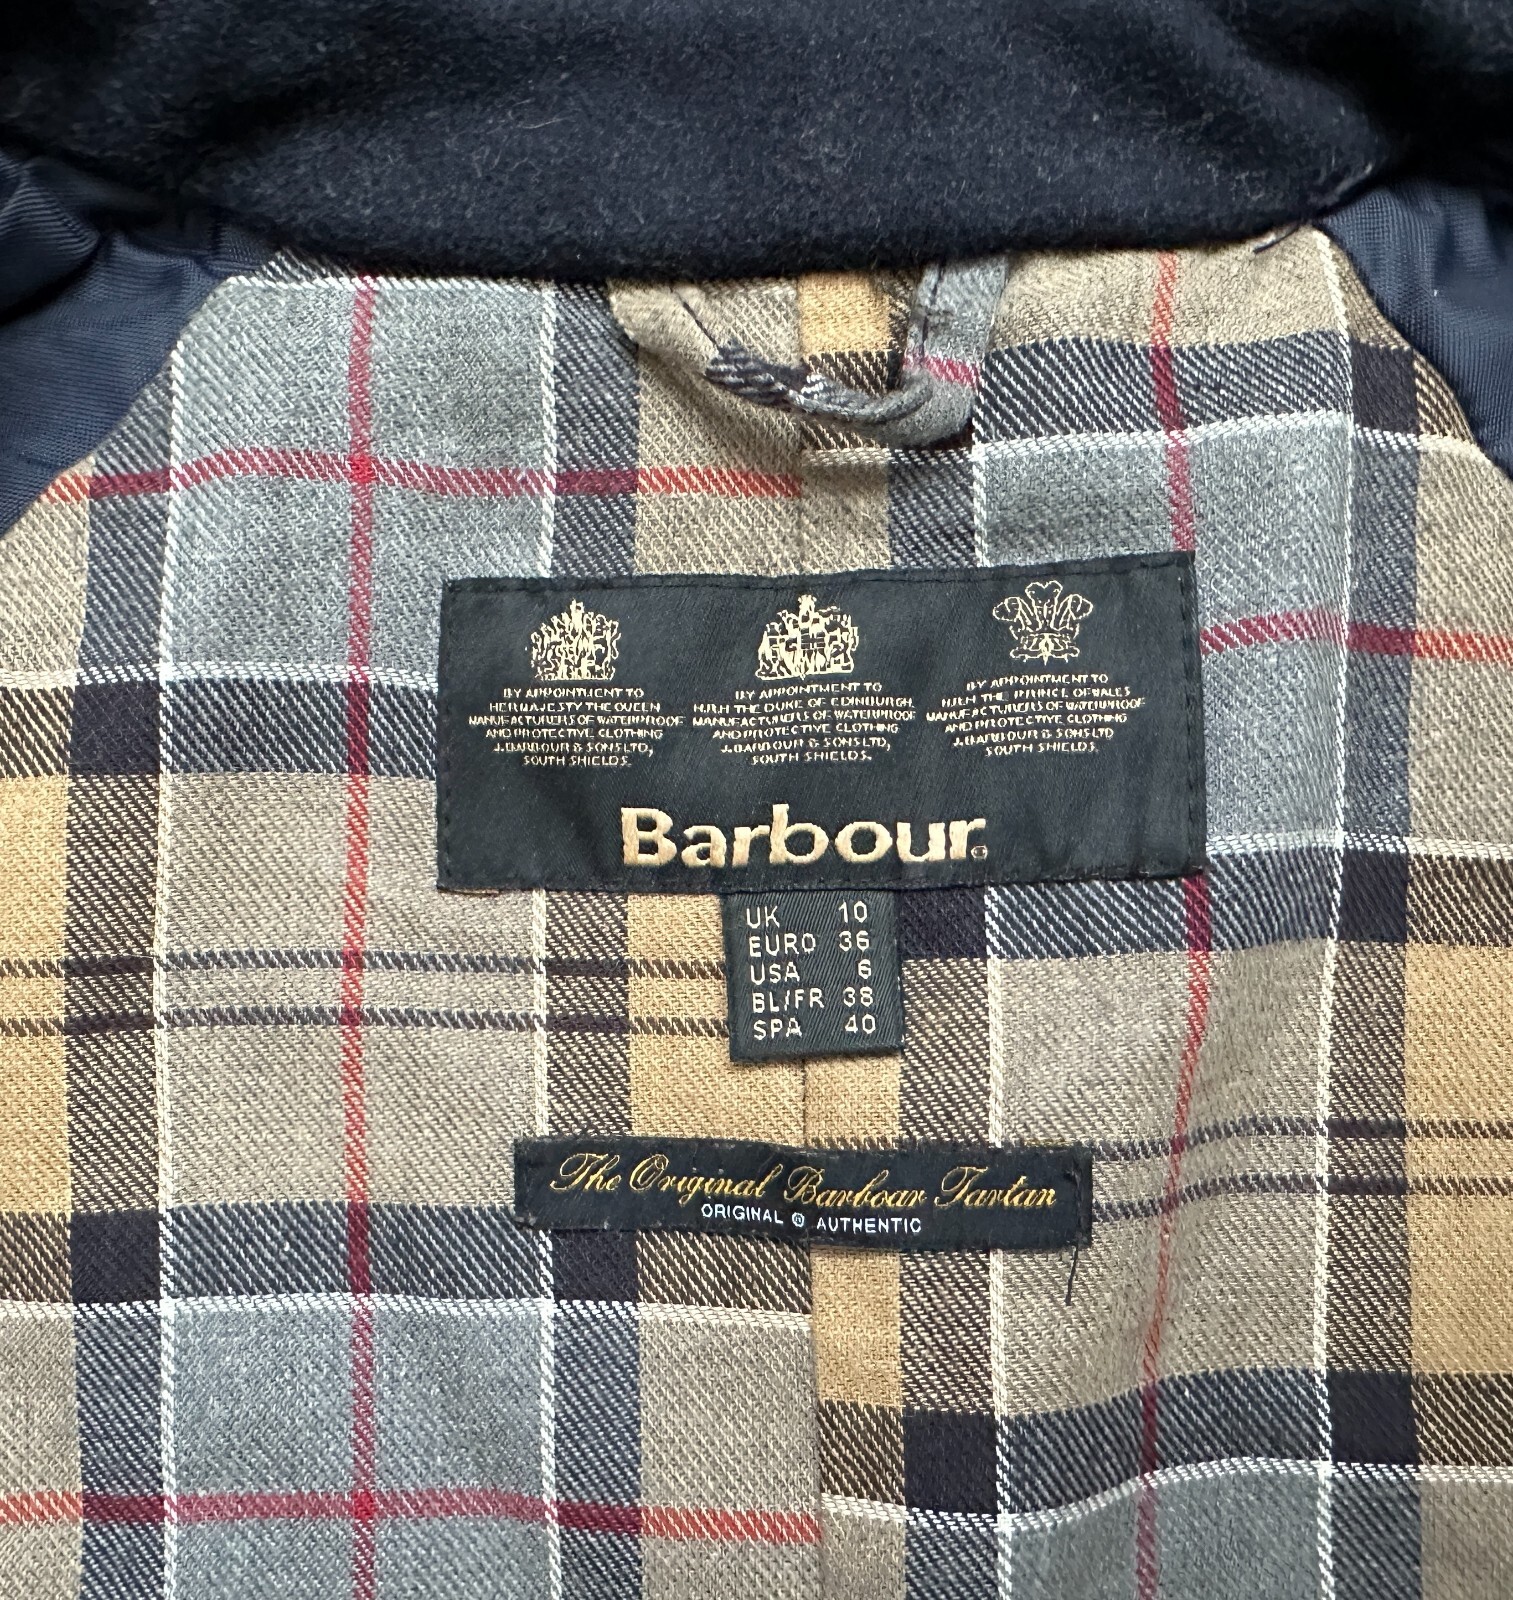 BY APPOINTMENT TO
HER MAJESTY THE QUEEN
MANUFACTURERS OF WATERPROOF
AND PROTECTIVE CLOTHING
J. BARBOUR & SONS LTD,
SOUTH SHIELDS.
BY APPOINTMENT TO
H.R.H THE DUKE OF EDINBURGH.
MANUFACTURERS OF WATERPROOF
AND PROTECTIVE CLOTHING
J. BARBOUR & SONS LTD,
SOUTH SHIELDS.
BY APPOINTMENT TO
H.R.H THE PRINCE OF WALES
MANUFACTURERS OF WATERPROOF
AND PROTECTIVE CLOTHING
J. BARBOUR & SONS LTD,
SOUTH SHIELDS.
Barbour®
UK 10
EURO 36
USA 6
BL/FR 38
SPA 40
The Original Barbour Tartan
ORIGINAL ® AUTHENTIC